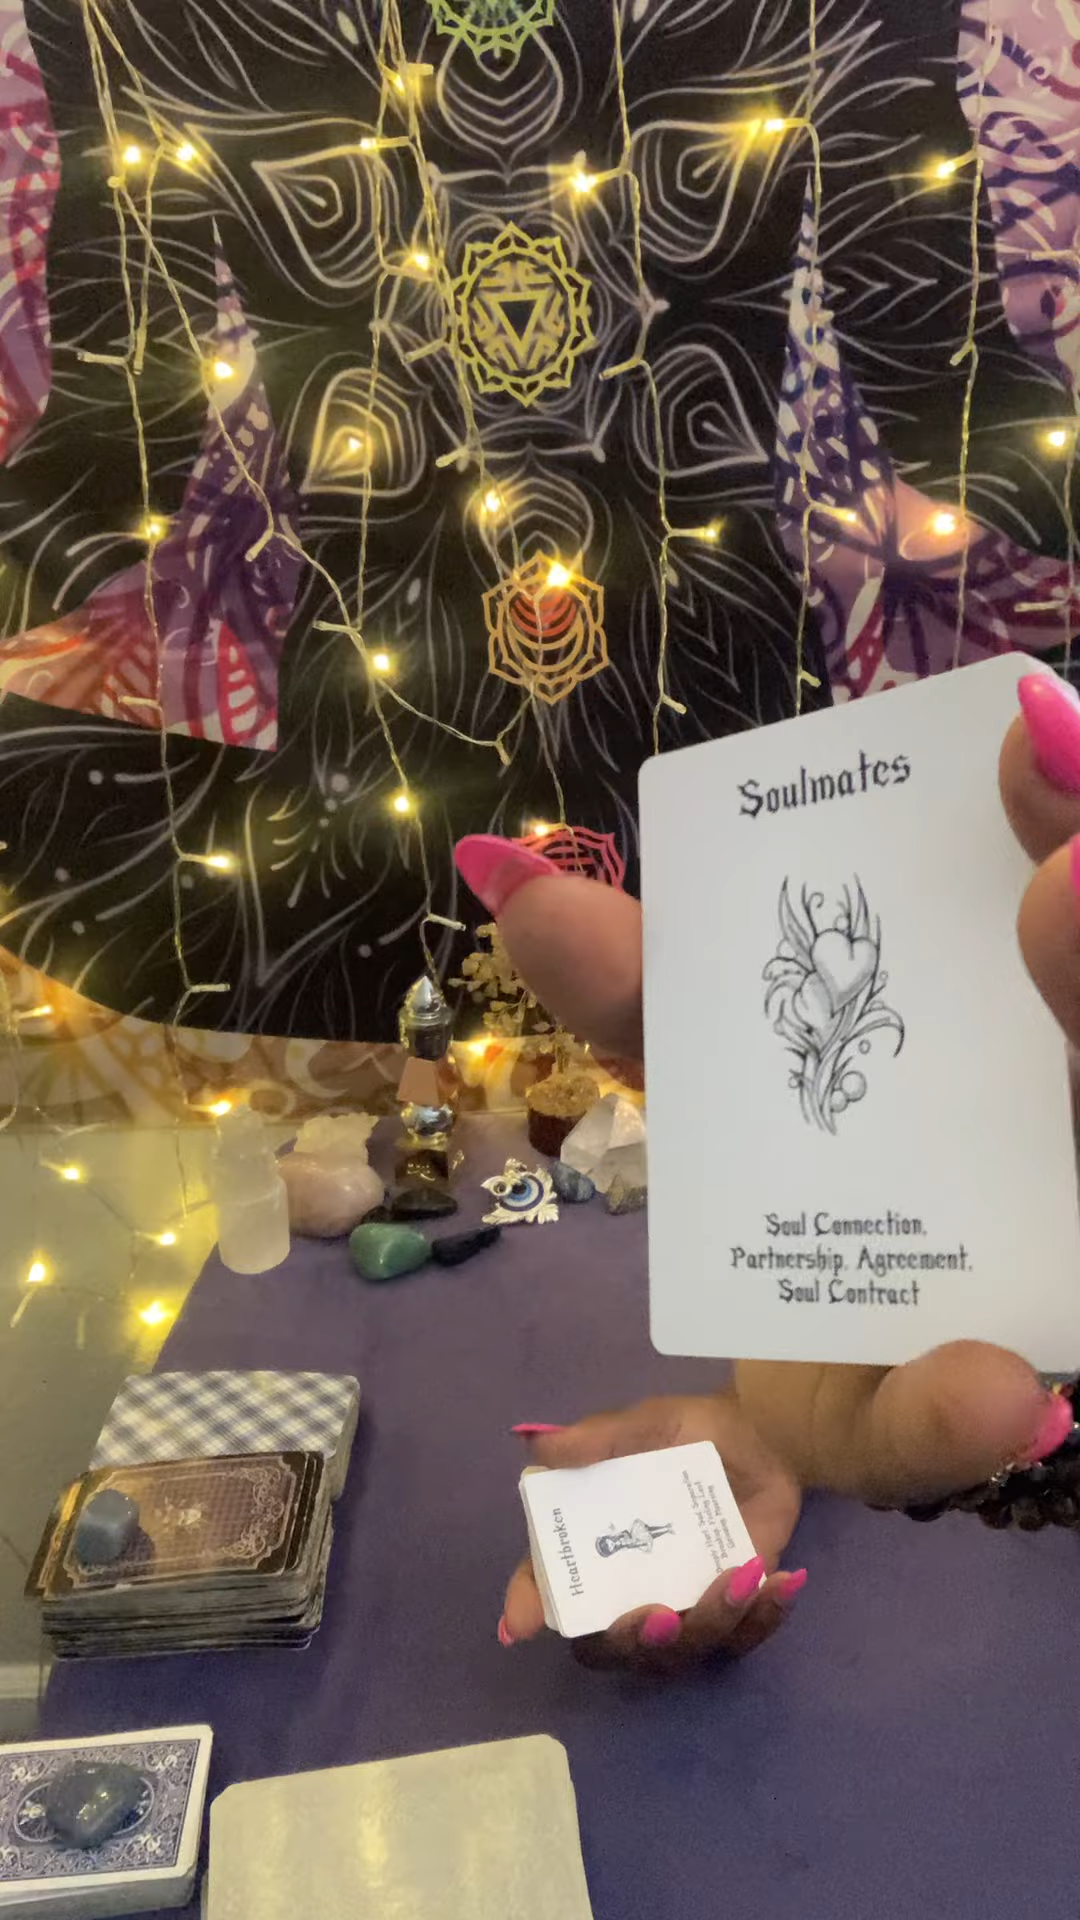 Soulmates
Soul Connection,
Partnership, Agreement,
Soul Contract
Heartbroken